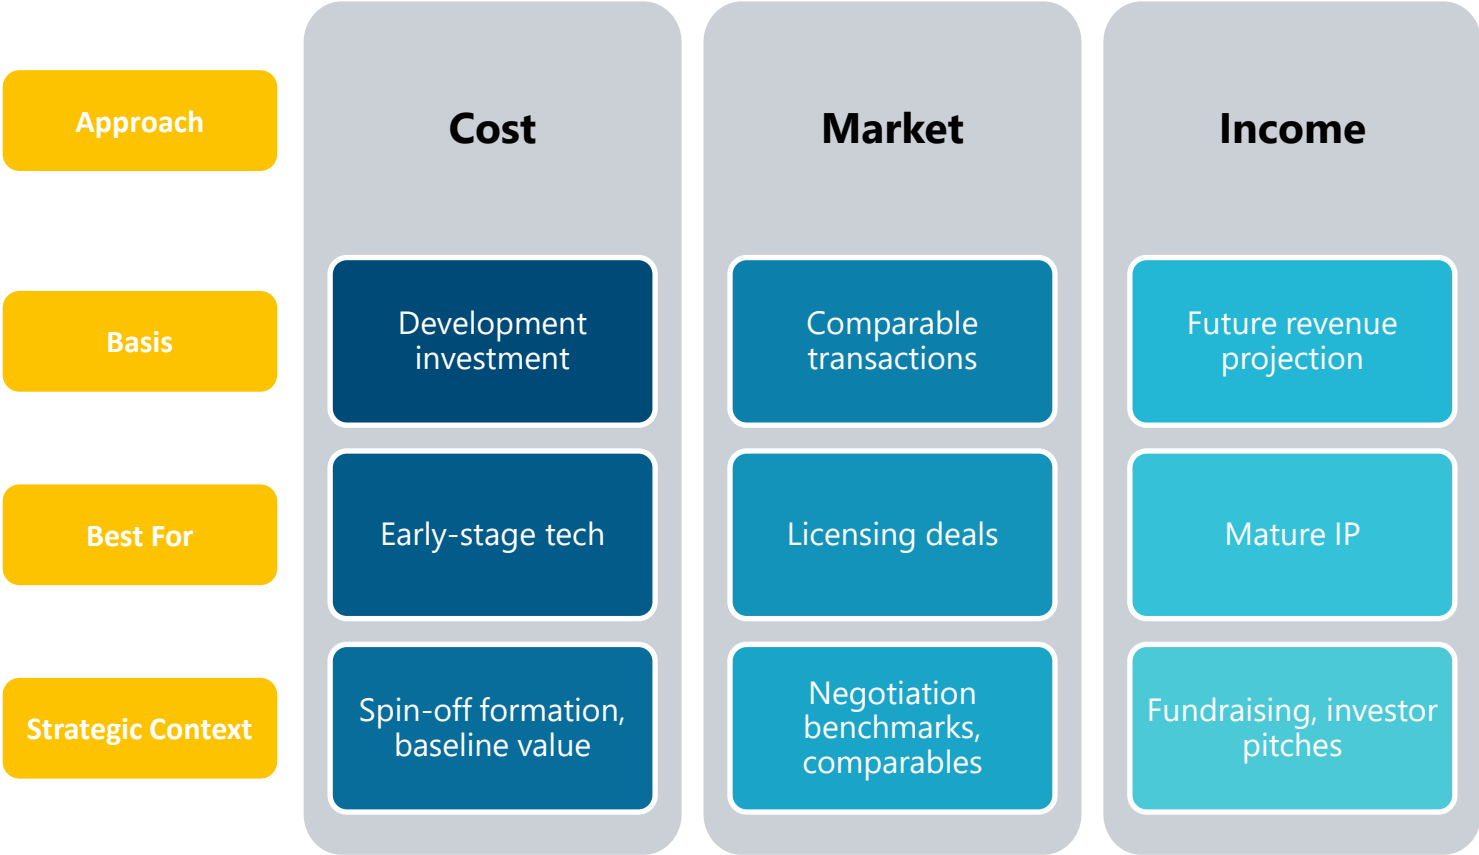 Approach
Cost
Market
Income
Basis
Development
investment
Comparable
transactions
Future revenue
projection
Best For
Early-stage tech
Licensing deals
Mature IP
Strategic Context
Spin-off formation,
baseline value
Negotiation
benchmarks,
comparables
Fundraising, investor
pitches